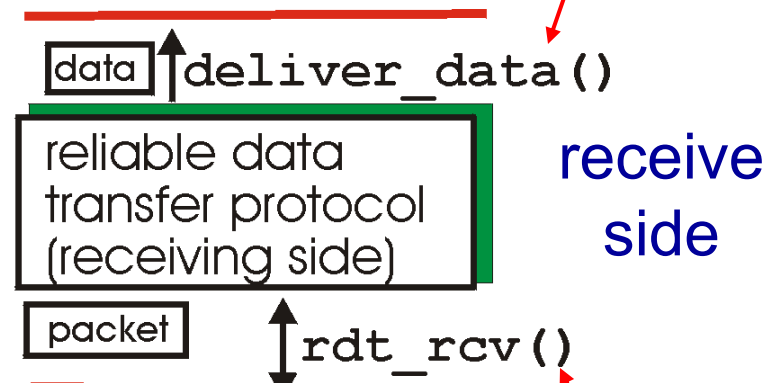 data deliver_data()
reliable data
transfer protocol
(receiving side)
receive
side
packet rdt_rcv()